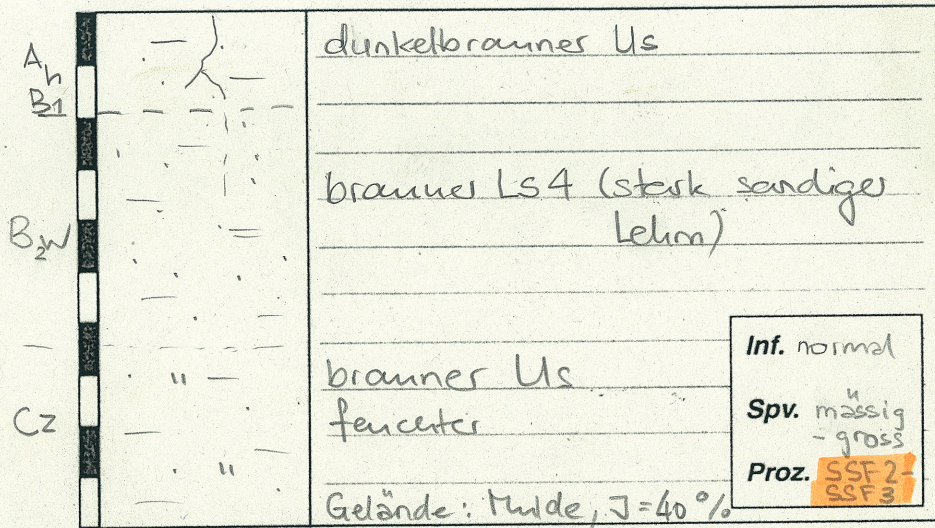 Ah
B1
dunkelbrauner Us
B2W
brauner Ls4 (stark sandiger
Lehm)
Cz
brauner Us
feuchter
Gelände: Mulde, J=40%
Inf. normal
Spv. mässig
- gross
Proz. SSF2-
SSF3